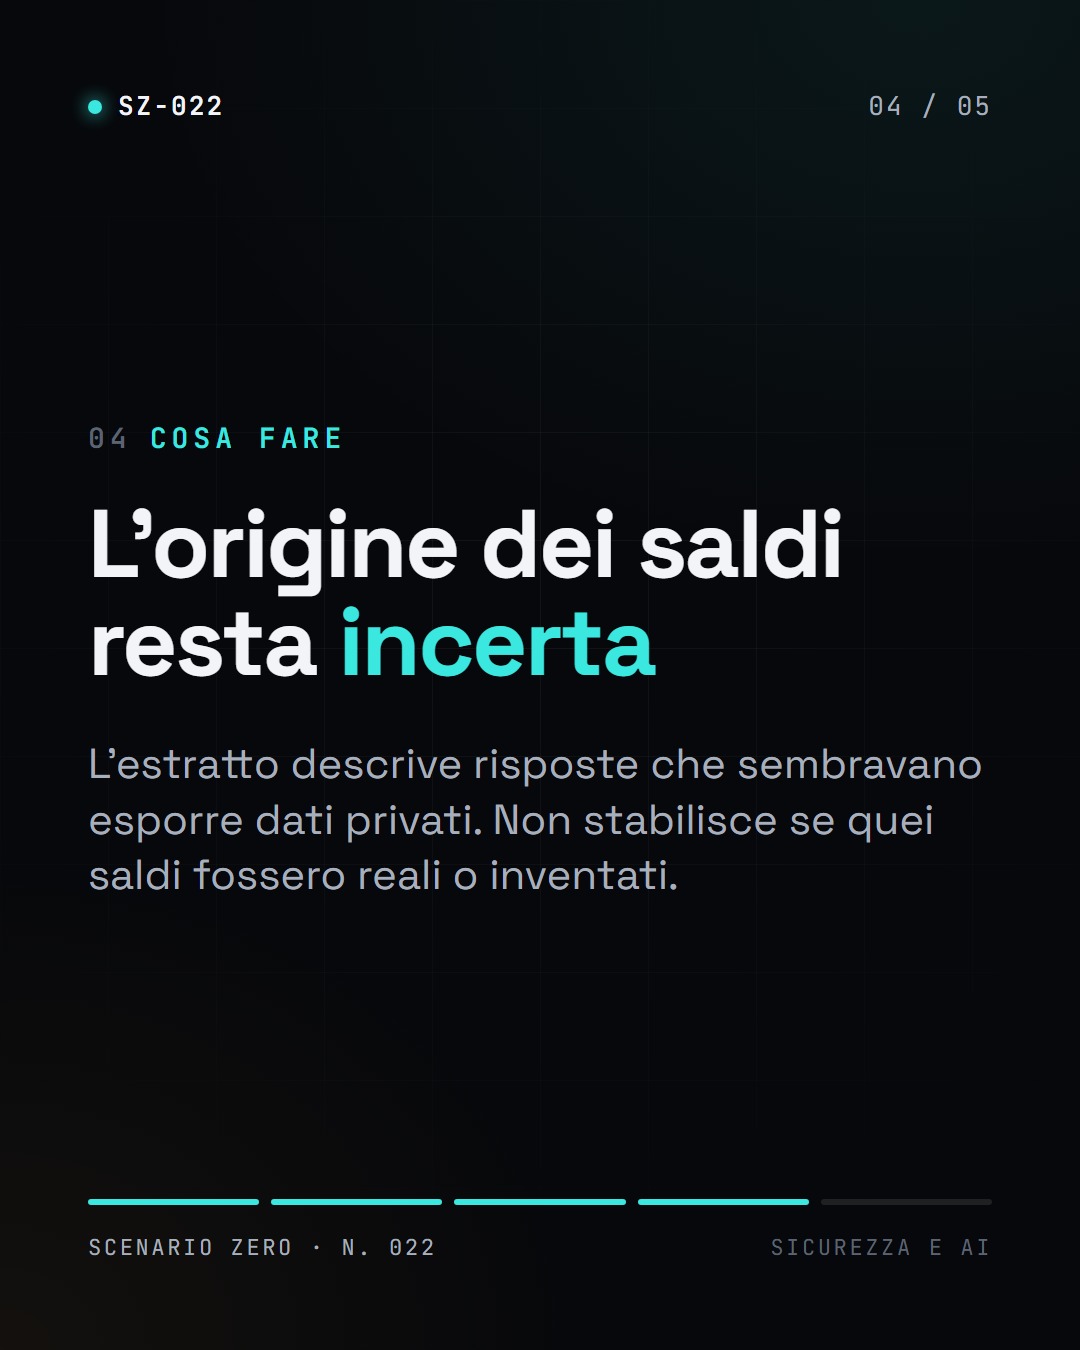 SZ-022
04 / 05
04 COSA FARE
L’origine dei saldi
resta incerta
L’estratto descrive risposte che sembravano
esporre dati privati. Non stabilisce se quei
saldi fossero reali o inventati.
SCENARIO ZERO · N. 022
SICUREZZA E AI